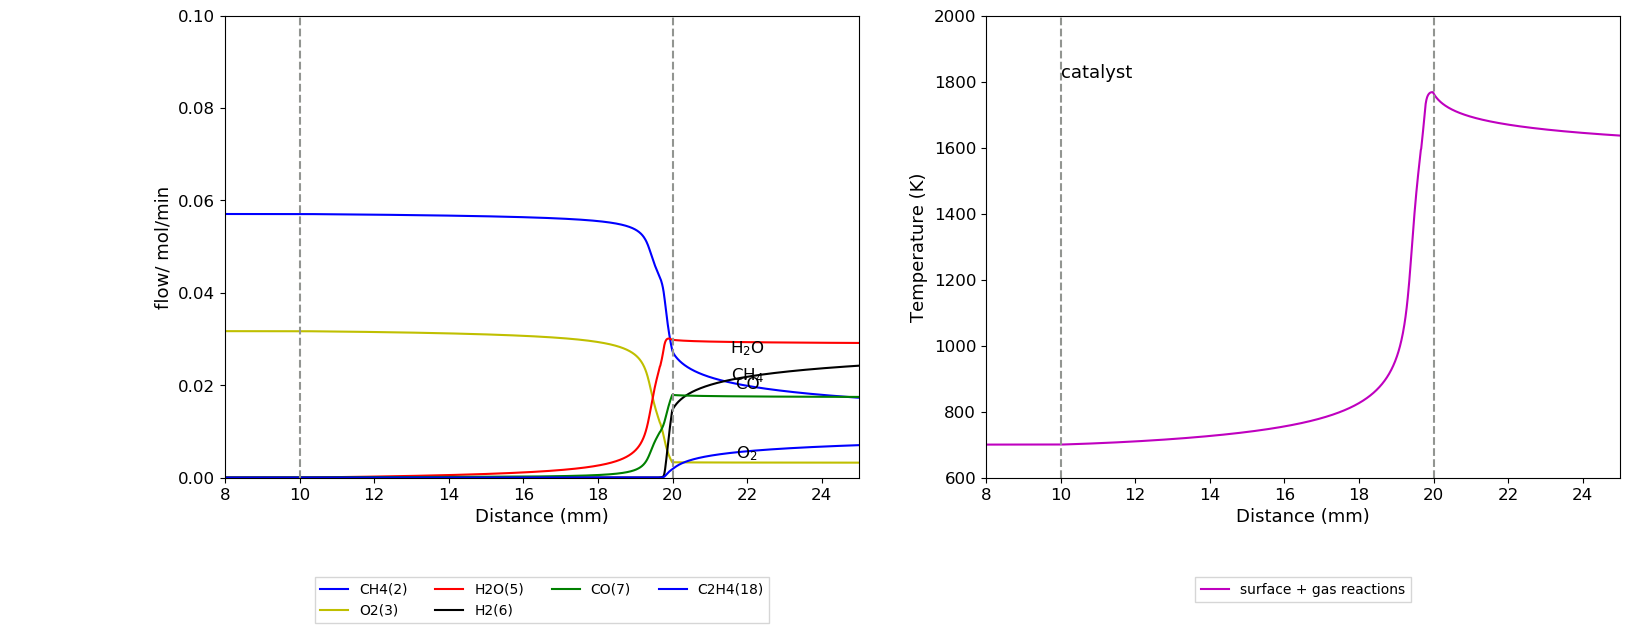 0.10
0.08
0.06
0.04
0.02
0.00
flow/ mol/min
H₂O
CH₄
CO
O₂
8 10 12 14 16 18 20 22 24
Distance (mm)
CH4(2) H2O(5) CO(7) C2H4(18)
O2(3) H2(6)
2000
1800
1600
1400
1200
1000
800
600
Temperature (K)
catalyst
8 10 12 14 16 18 20 22 24
Distance (mm)
surface + gas reactions